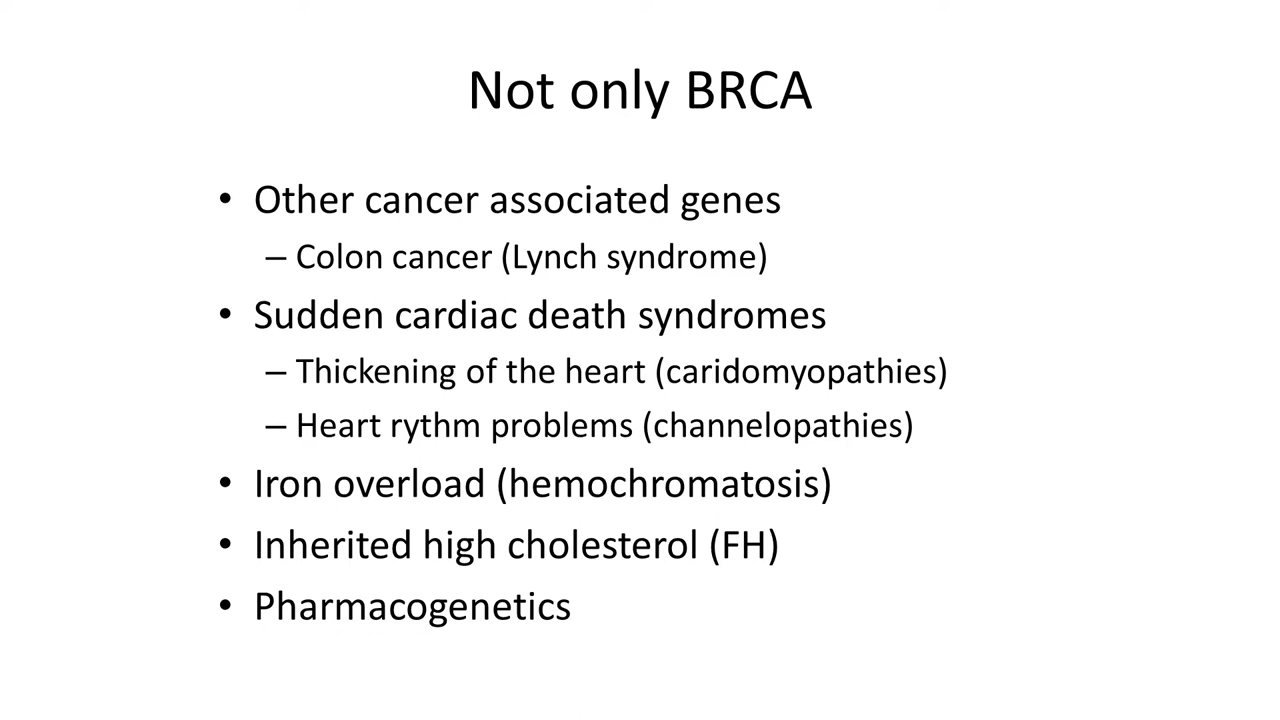 Not only BRCA
• Other cancer associated genes
– Colon cancer (Lynch syndrome)
• Sudden cardiac death syndromes
– Thickening of the heart (caridomyopathies)
– Heart rythm problems (channelopathies)
• Iron overload (hemochromatosis)
• Inherited high cholesterol (FH)
• Pharmacogenetics